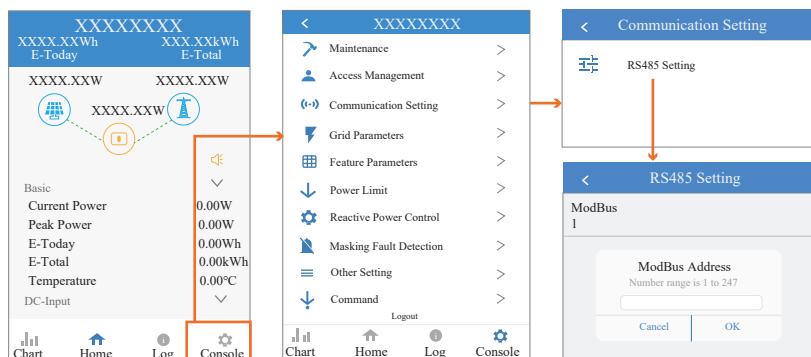 XXXXXXXX
XXXX.XXWh XXX.XXkWh
E-Today E-Total
XXXX.XXW XXXX.XXW
XXXX.XXW
Basic
Current Power 0.00W
Peak Power 0.00W
E-Today 0.00Wh
E-Total 0.00kWh
Temperature 0.00℃
DC-Input
Chart Home Log Console
XXXXXXXX
Maintenance
Access Management
Communication Setting
Grid Parameters
Feature Parameters
Power Limit
Reactive Power Control
Masking Fault Detection
Other Setting
Command
Logout
Chart Home Log Console
Communication Setting
RS485 Setting
RS485 Setting
ModBus
1
ModBus Address
Number range is 1 to 247
Cancel OK